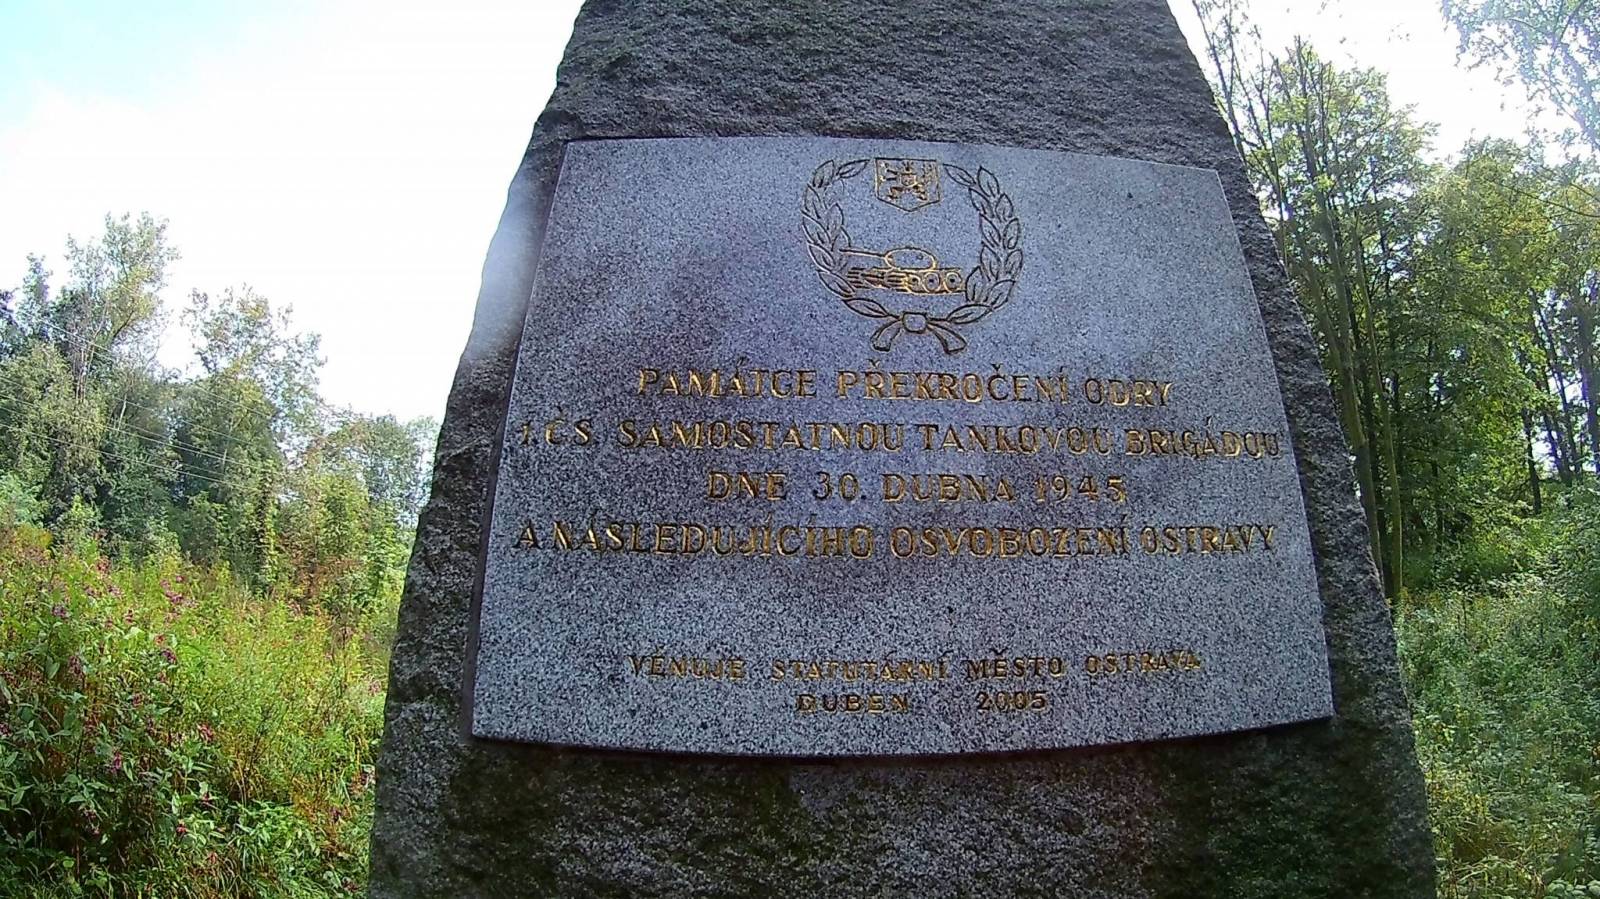 PAMÁTCE PŘEKROČENÍ ODRY
1. ČS. SAMOSTATNOU TANKOVOU BRIGÁDOU
DNE 30. DUBNA 1945
A NÁSLEDUJÍCÍHO OSVOBOZENÍ OSTRAVY
VĚNUJE STATUTÁRNÍ MĚSTO OSTRAVA
DUBEN 2005